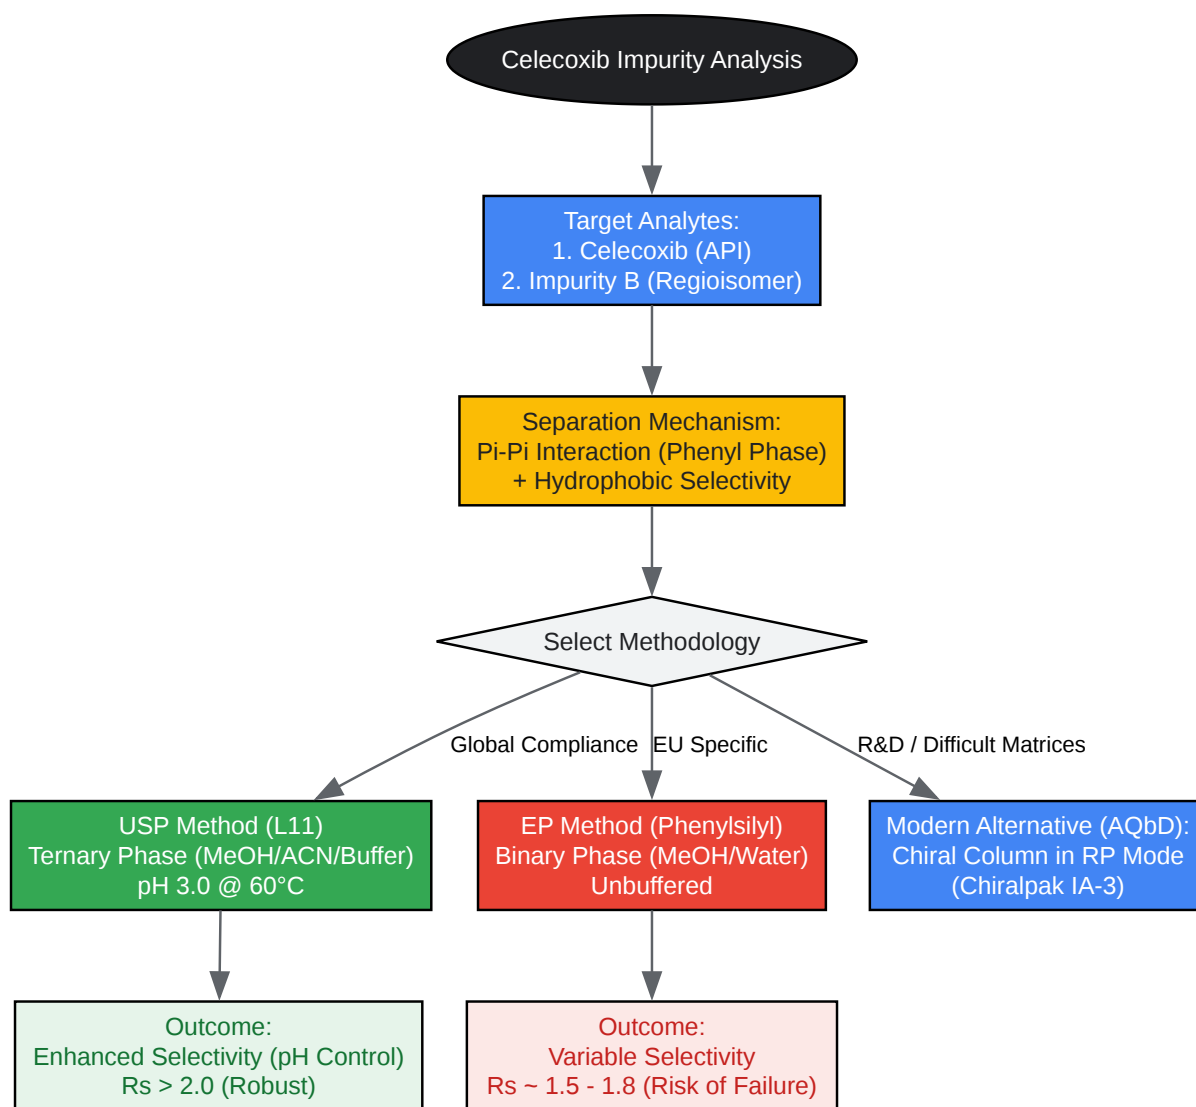 Celecoxib Impurity Analysis
Target Analytes:
1. Celecoxib (API)
2. Impurity B (Regioisomer)
Separation Mechanism:
Pi-Pi Interaction (Phenyl Phase)
+ Hydrophobic Selectivity
Select Methodology
Global Compliance
EU Specific
R&D / Difficult Matrices
USP Method (L11)
Ternary Phase (MeOH/ACN/Buffer)
pH 3.0 @ 60°C
EP Method (Phenylsilyl)
Binary Phase (MeOH/Water)
Unbuffered
Modern Alternative (AQbD):
Chiral Column in RP Mode
(Chiralpak IA-3)
Outcome:
Enhanced Selectivity (pH Control)
Rs > 2.0 (Robust)
Outcome:
Variable Selectivity
Rs ~ 1.5 - 1.8 (Risk of Failure)